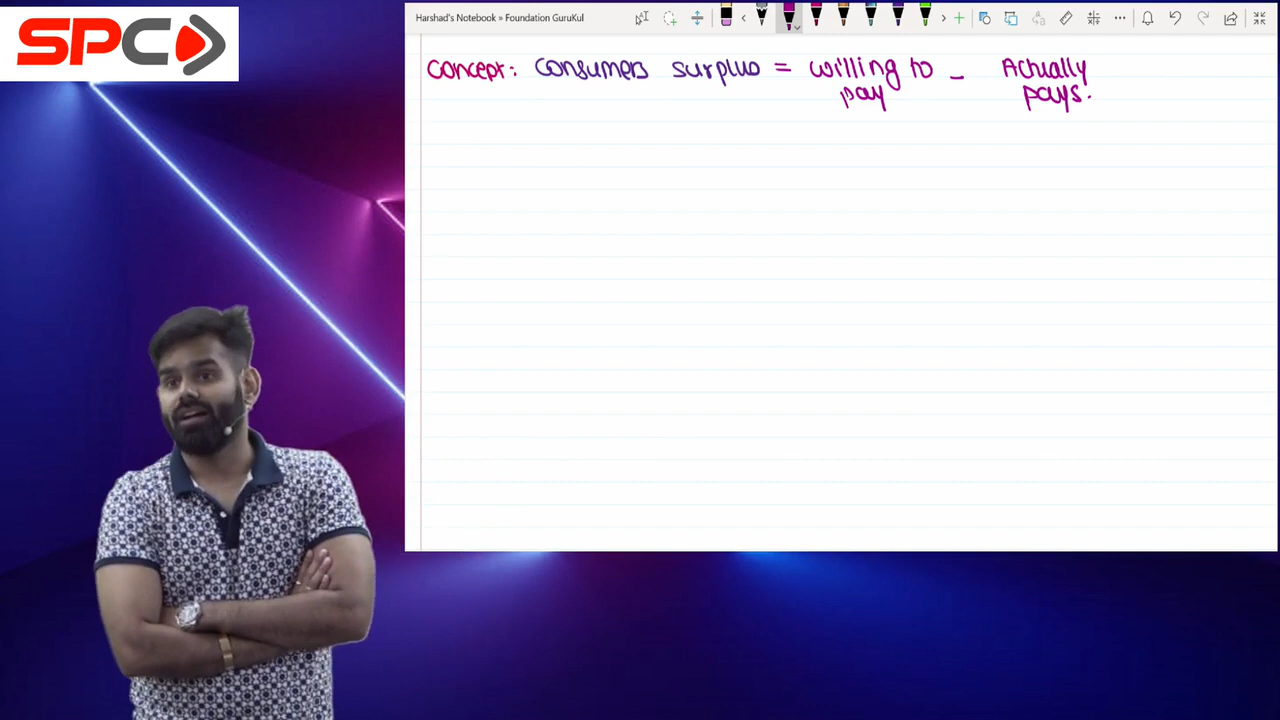 SPC
Harshad's Notebook » Foundation GuruKul
Concept: Consumers surplus = willing to pay - Actually pays.